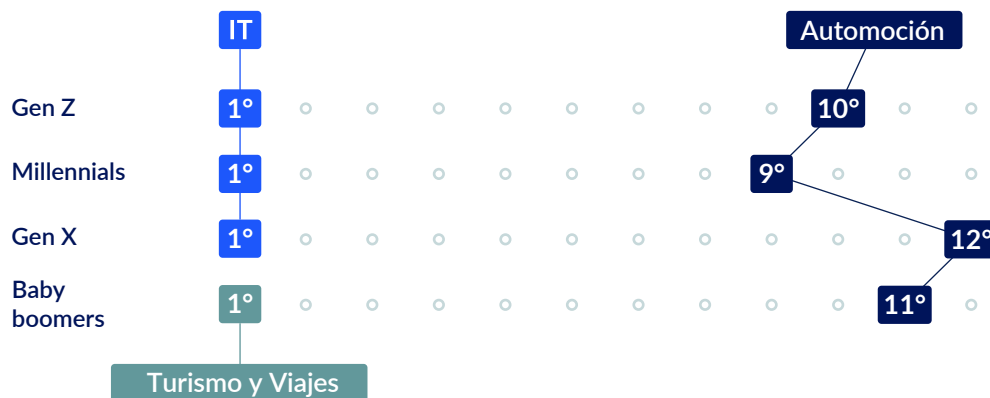 IT
Automoción
Gen Z
1°
10°
Millennials
1°
9°
Gen X
1°
12°
Baby
boomers
1°
11°
Turismo y Viajes